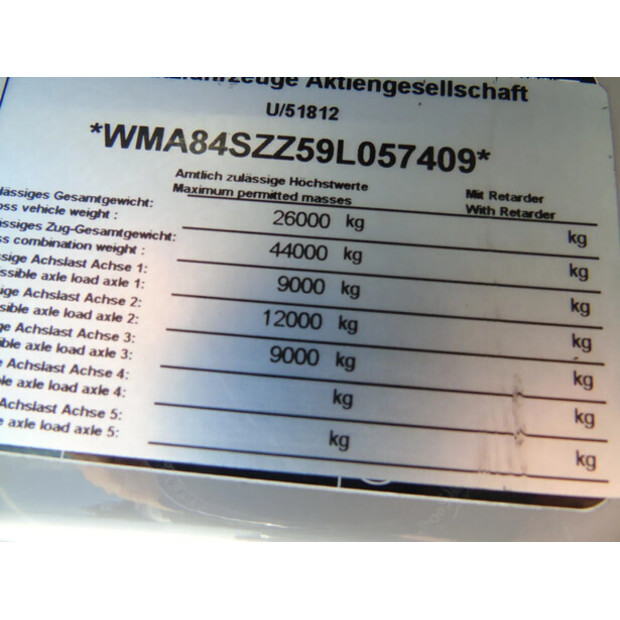 Aktiengesellschaft
U/51812
*WMA84SZZ59L057409*
Amtlich zulässige Höchstwerte
Maximum permitted masses
Mit Retarder
With Retarder
lässiges Gesamtgewicht:
oss vehicle weight :
26000 kg
kg
ässiges Zug-Gesamtgewicht:
ss combination weight :
44000 kg
kg
ssige Achslast Achse 1:
issible axle load axle 1:
9000 kg
kg
ige Achslast Achse 2:
sible axle load axle 2:
12000 kg
kg
ge Achslast Achse 3:
ible axle load axle 3:
9000 kg
kg
e Achslast Achse 4:
le axle load axle 4:
kg
kg
Achslast Achse 5:
e axle load axle 5:
kg
kg